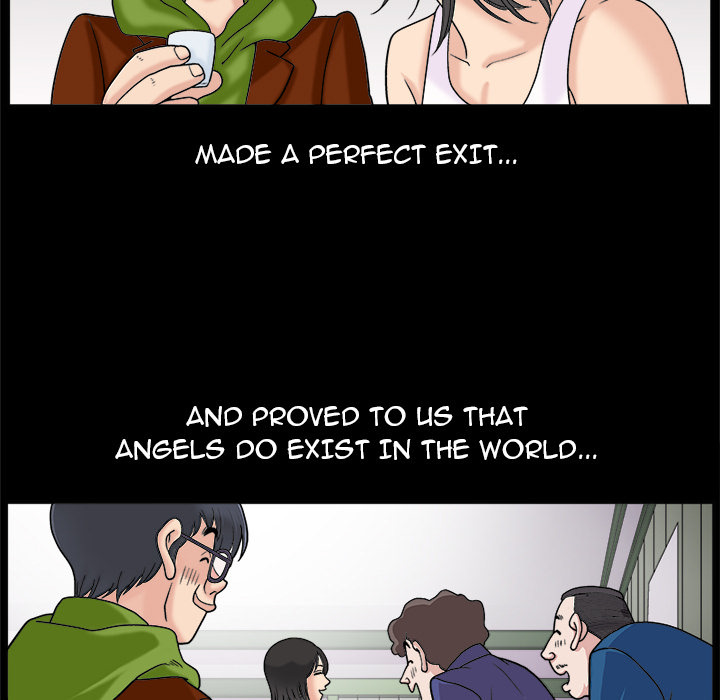 MADE A PERFECT EXIT...
AND PROVED TO US THAT
ANGELS DO EXIST IN THE WORLD...